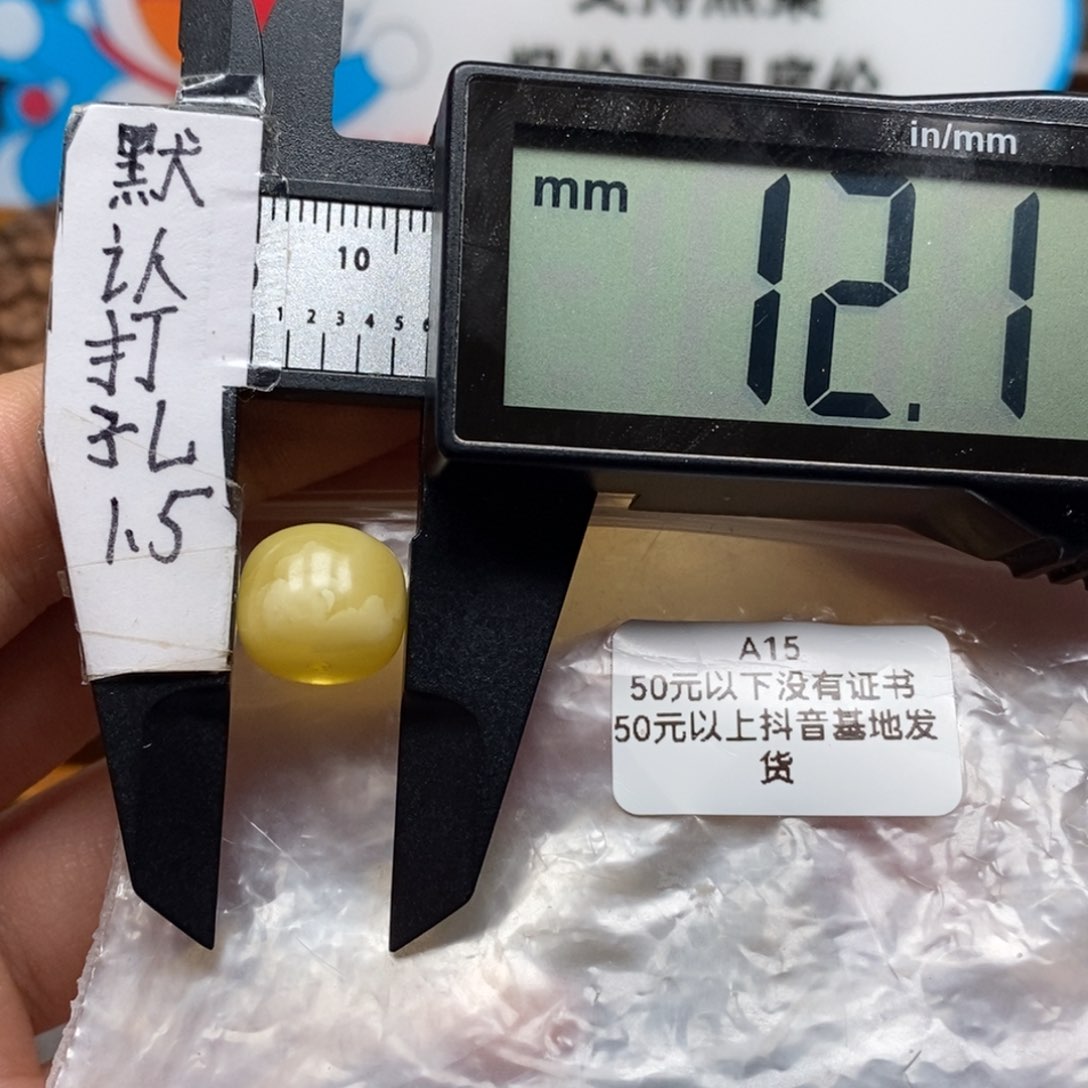 默
认
打
孔
1.5
in/mm
mm
12.1
10
1 2 3 4 5 6
A15
50元以下没有证书
50元以上抖音基地发
货